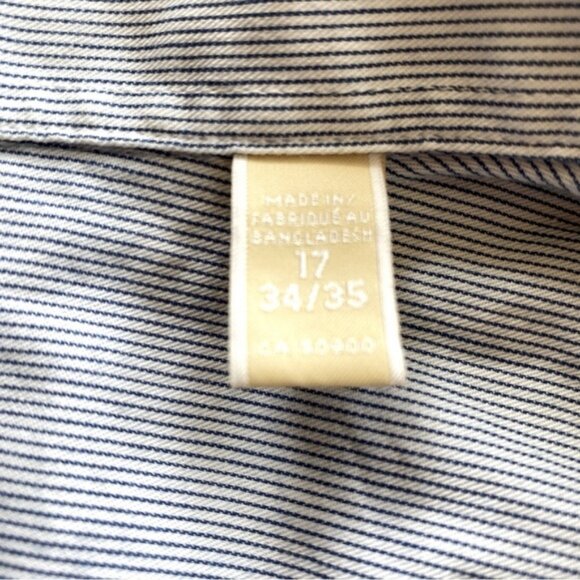 MADE IN/
FABRIQUÉ AU
BANGLADESH
17
34/35
CA 50900